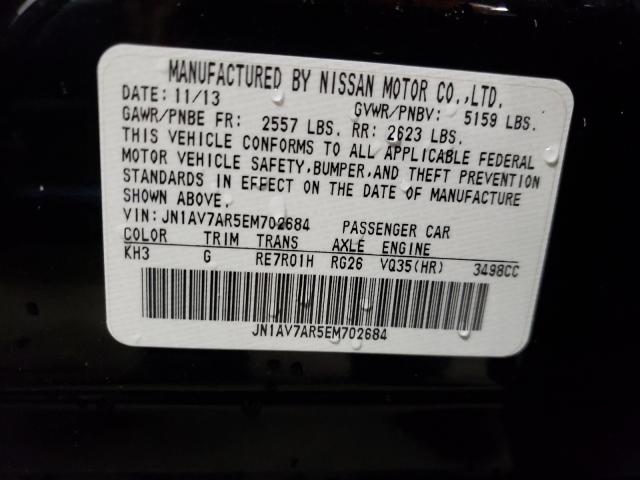 MANUFACTURED BY NISSAN MOTOR CO.,LTD.
DATE: 11/13 GVWR/PNBV: 5159 LBS.
GAWR/PNBE FR: 2557 LBS. RR: 2623 LBS.
THIS VEHICLE CONFORMS TO ALL APPLICABLE FEDERAL
MOTOR VEHICLE SAFETY,BUMPER,AND THEFT PREVENTION
STANDARDS IN EFFECT ON THE DATE OF MANUFACTURE
SHOWN ABOVE.
VIN: JN1AV7AR5EM702684 PASSENGER CAR
COLOR TRIM TRANS AXLE ENGINE
KH3 G RE7R01H RG26 VQ35(HR) 3498CC
JN1AV7AR5EM702684